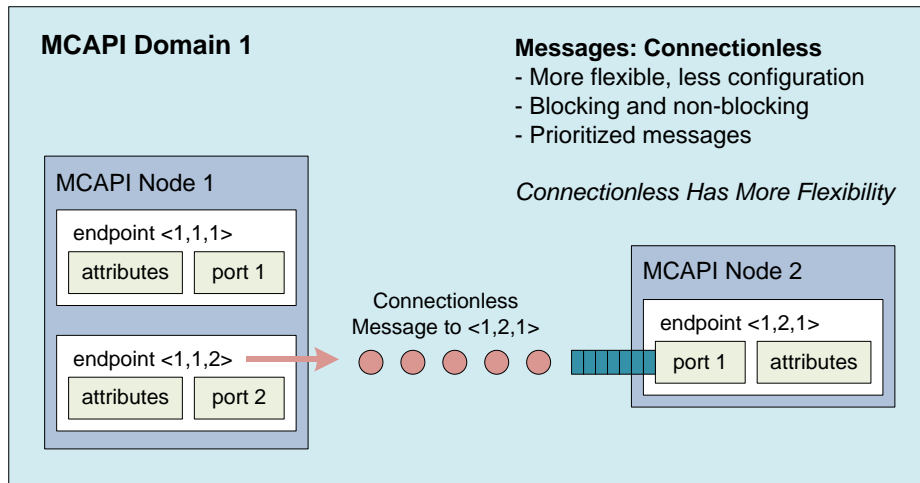 MCAPI Domain 1
Messages: Connectionless
- More flexible, less configuration
- Blocking and non-blocking
- Prioritized messages
Connectionless Has More Flexibility
MCAPI Node 1
endpoint <1,1,1>
attributes
port 1
endpoint <1,1,2>
attributes
port 2
Connectionless
Message to <1,2,1>
MCAPI Node 2
endpoint <1,2,1>
port 1
attributes